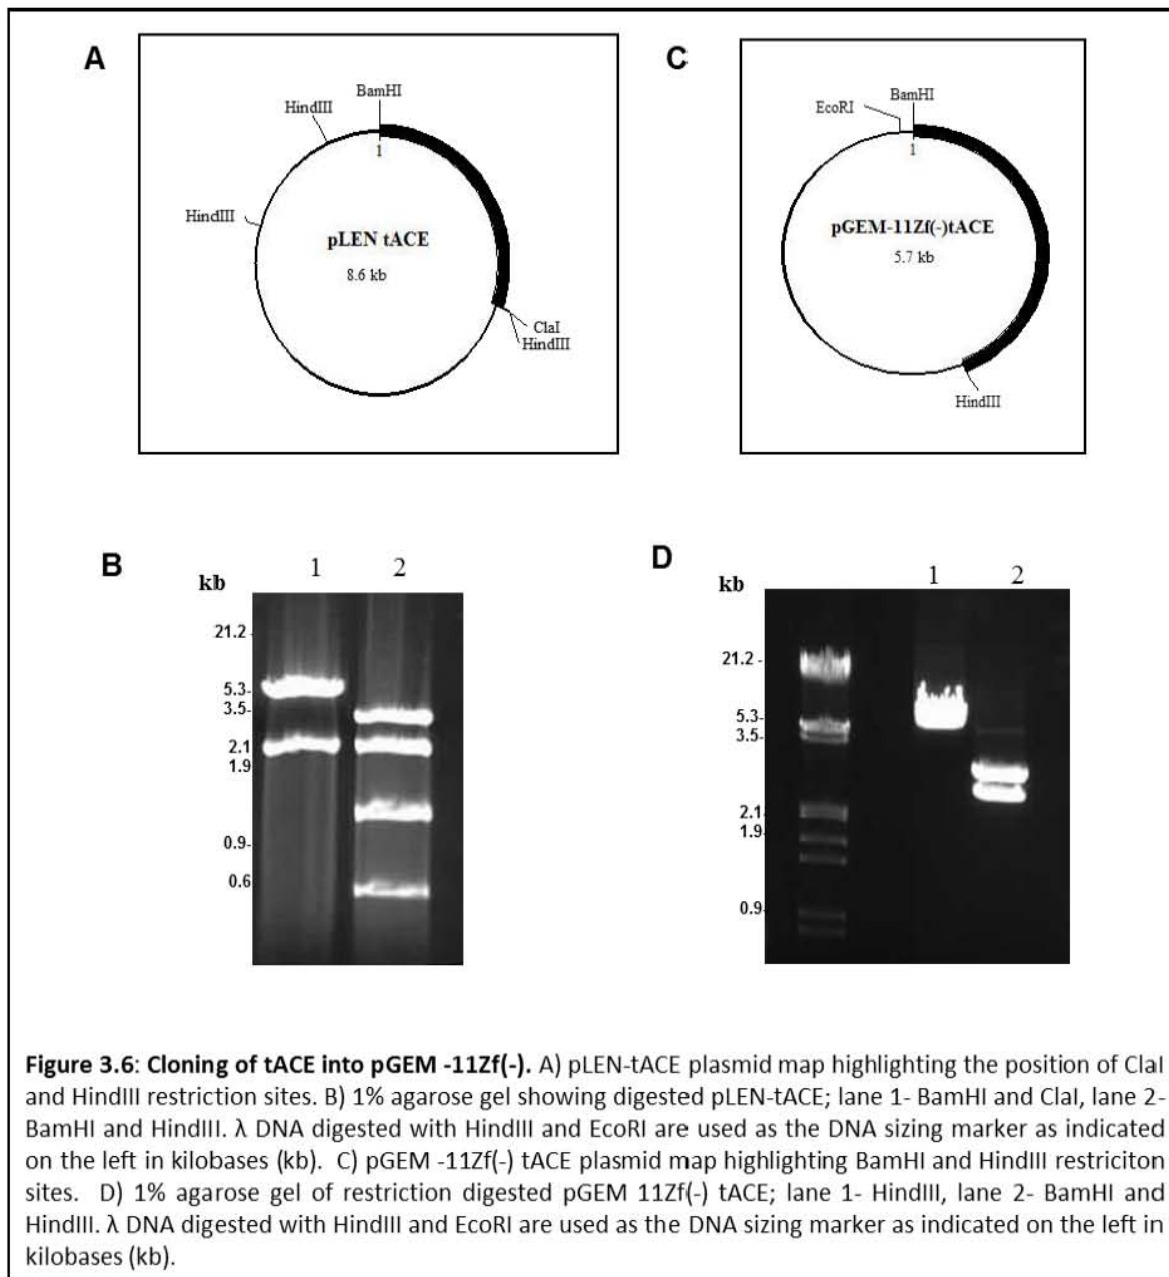 A
BamHI
HindIII
1
HindIII
pLEN tACE
8.6 kb
ClaI
HindIII
C
BamHI
EcoRI
1
pGEM-11Zf(-)tACE
5.7 kb
HindIII
B
kb
1 2
21.2
5.3-
3.5-
2.1
1.9
0.9-
0.6
D
kb
1 2
21.2 -
5.3-
3.5-
2.1
1.9
0.9
Figure 3.6: Cloning of tACE into pGEM -11Zf(-). A) pLEN-tACE plasmid map highlighting the position of ClaI
and HindIII restriction sites. B) 1% agarose gel showing digested pLEN-tACE; lane 1- BamHI and ClaI, lane 2-
BamHI and HindIII. λ DNA digested with HindIII and EcoRI are used as the DNA sizing marker as indicated
on the left in kilobases (kb). C) pGEM -11Zf(-) tACE plasmid map highlighting BamHI and HindIII restriciton
sites. D) 1% agarose gel of restriction digested pGEM 11Zf(-) tACE; lane 1- HindIII, lane 2- BamHI and
HindIII. λ DNA digested with HindIII and EcoRI are used as the DNA sizing marker as indicated on the left in
kilobases (kb).